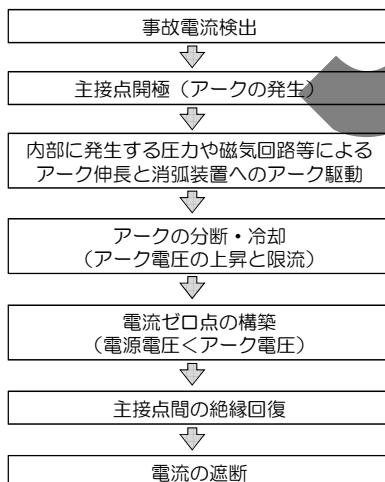 事故電流検出
主接点開極（アークの発生）
内部に発生する圧力や磁気回路等による
アーク伸長と消弧装置へのアーク駆動
アークの分断・冷却
（アーク電圧の上昇と限流）
電流ゼロ点の構築
（電源電圧＜アーク電圧）
主接点間の絶縁回復
電流の遮断